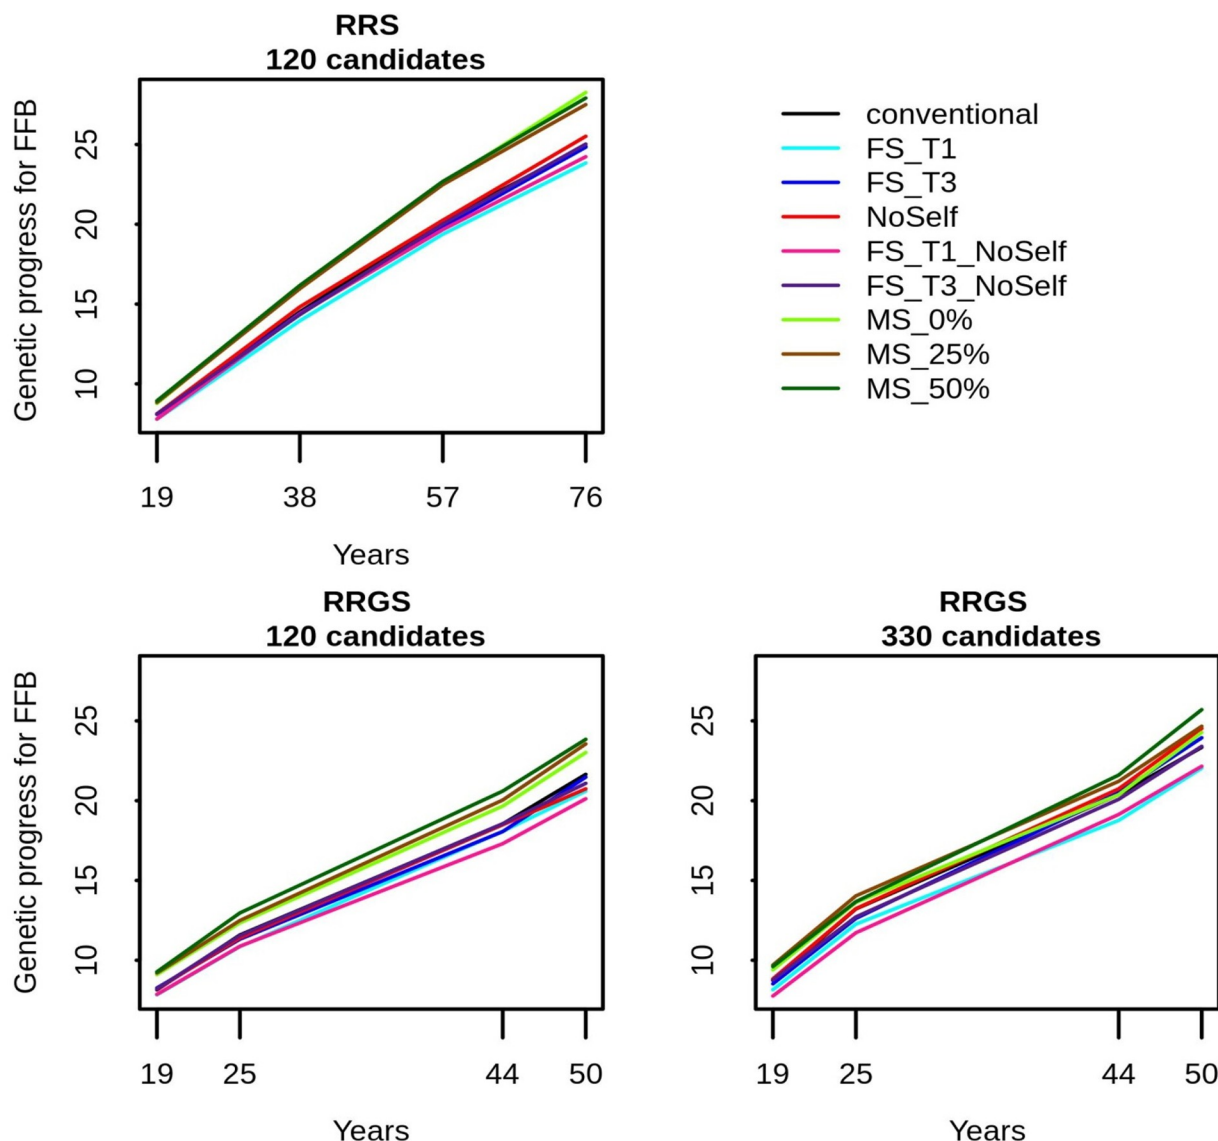 RRS
120 candidates
Genetic progress for FFB
25
20
15
10
19 38 57 76
Years
conventional
FS_T1
FS_T3
NoSelf
FS_T1_NoSelf
FS_T3_NoSelf
MS_0%
MS_25%
MS_50%
RRGS
120 candidates
Genetic progress for FFB
25
20
15
10
19 25 44 50
Years
RRGS
330 candidates
25
20
15
10
19 25 44 50
Years